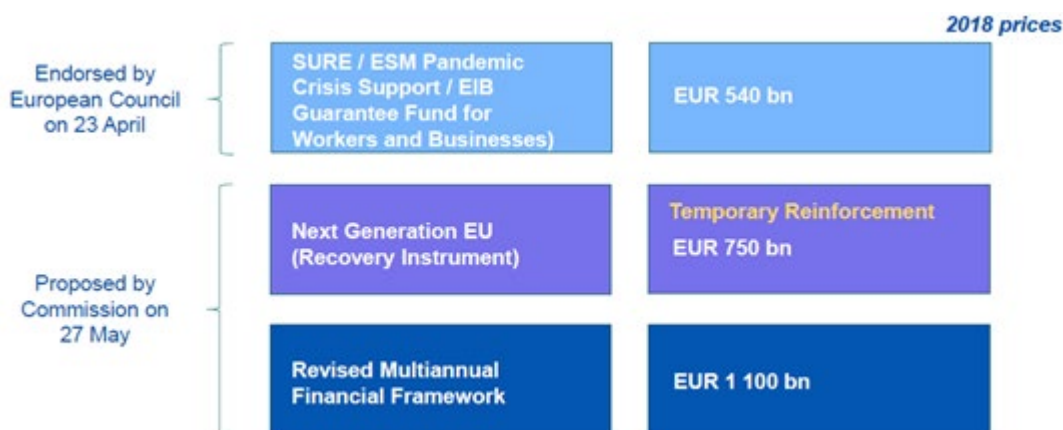 2018 prices
Endorsed by
European Council
on 23 April
SURE / ESM Pandemic
Crisis Support / EIB
Guarantee Fund for
Workers and Businesses)
EUR 540 bn
Proposed by
Commission on
27 May
Next Generation EU
(Recovery Instrument)
Temporary Reinforcement
EUR 750 bn
Revised Multiannual
Financial Framework
EUR 1 100 bn